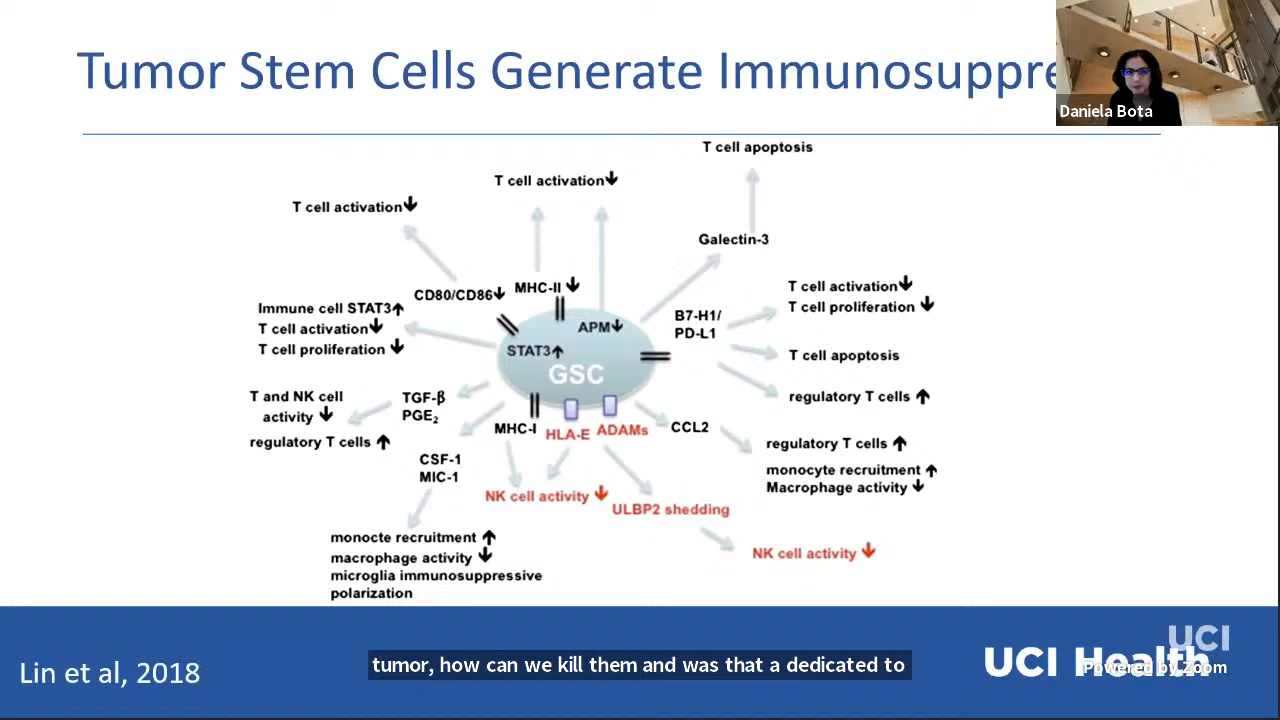 Tumor Stem Cells Generate Immunosuppre
Daniela Bota
T cell apoptosis
T cell activation
T cell activation
Galectin-3
CD80/CD86
MHC-II
Immune cell STAT3
T cell activation
T cell proliferation
APM
B7-H1/
PD-L1
T cell activation
T cell proliferation
STAT3
GSC
T cell apoptosis
regulatory T cells
T and NK cell
activity
regulatory T cells
TGF-β
PGE2
MHC-I
HLA-E
ADAMs
CCL2
regulatory T cells
monocyte recruitment
Macrophage activity
CSF-1
MIC-1
NK cell activity
ULBP2 shedding
NK cell activity
monocte recruitment
macrophage activity
microglia immunosuppressive
polarization
Lin et al, 2018
tumor, how can we kill them and was that a dedicated to
UCI Health
UCI
Powered by Zoom